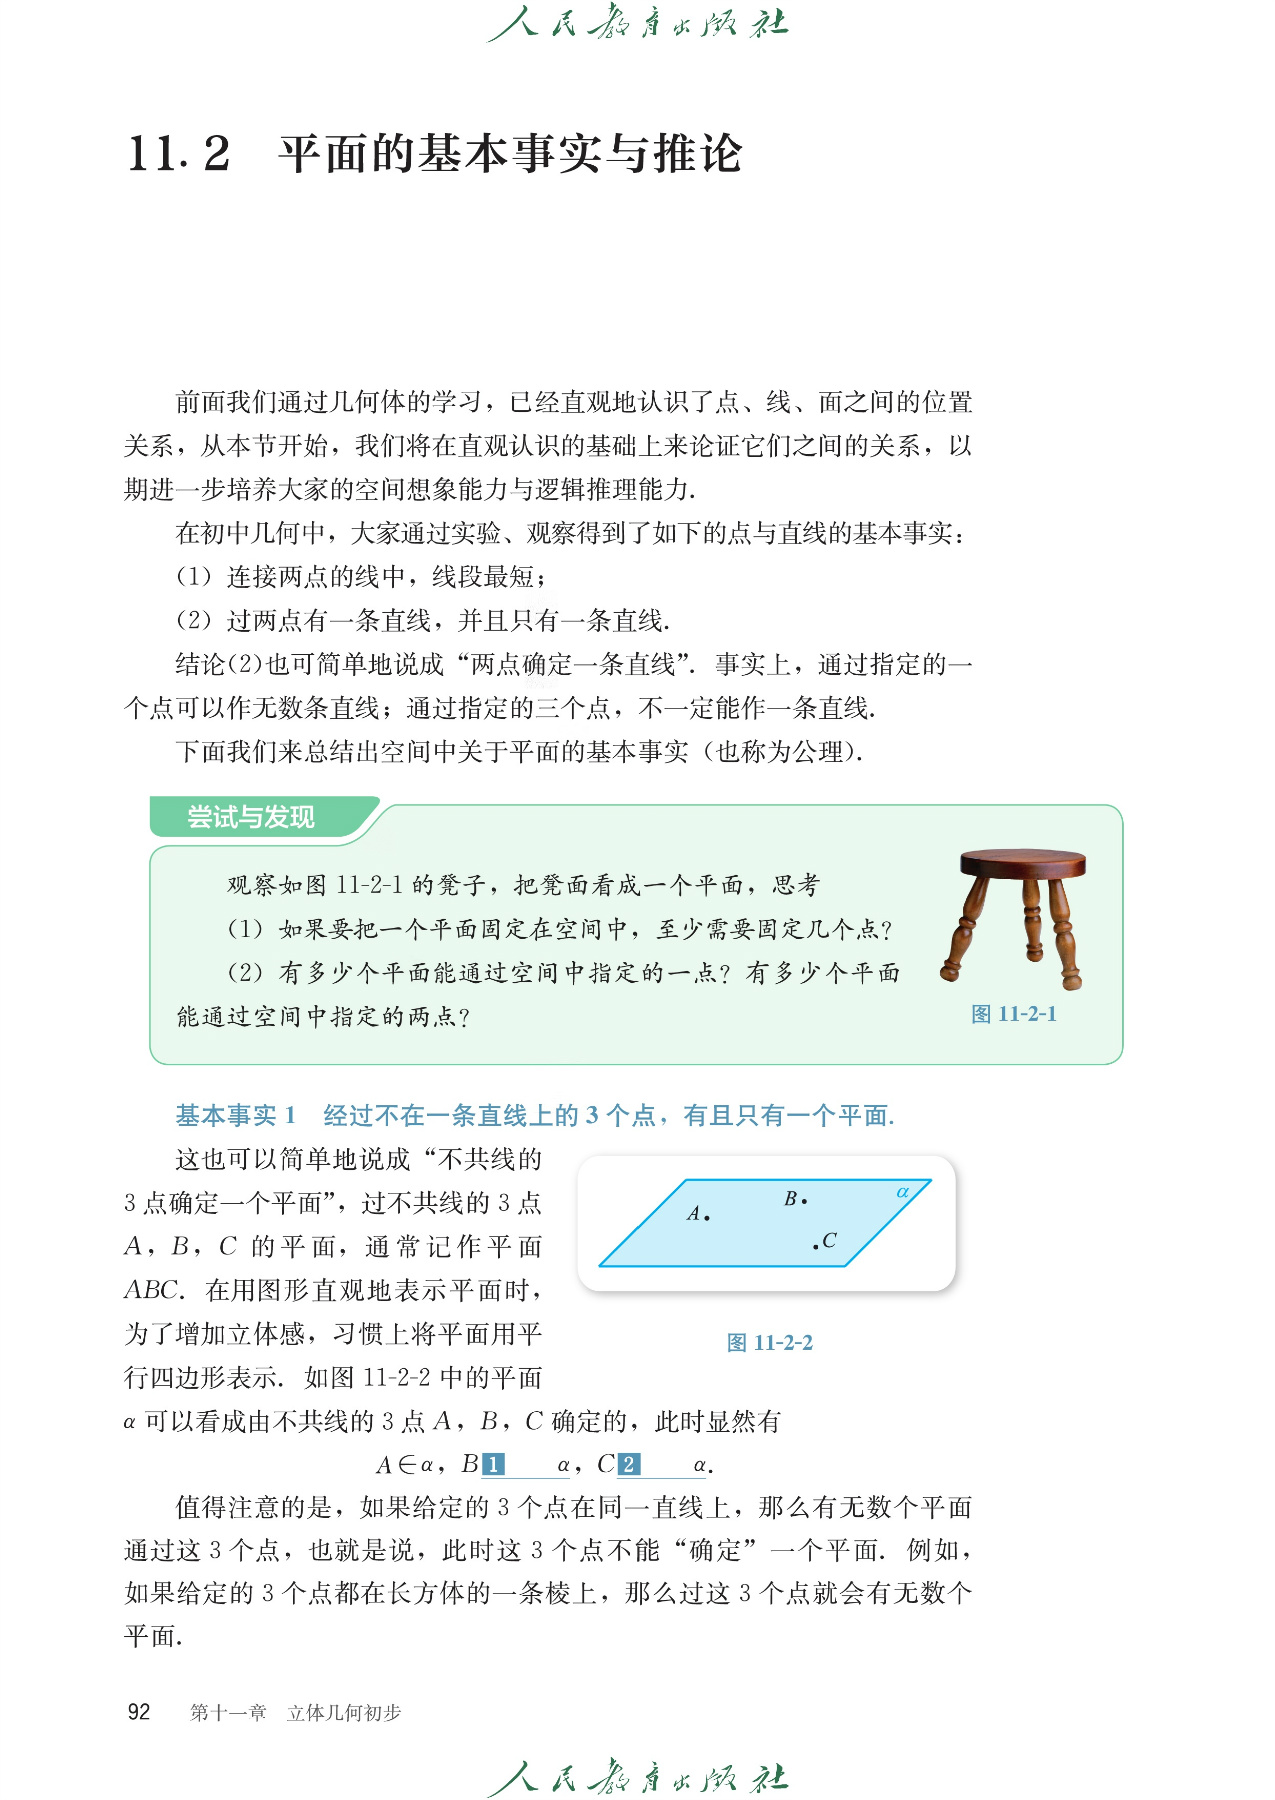 人民教育出版社
11.2 平面的基本事实与推论
前面我们通过几何体的学习，已经直观地认识了点、线、面之间的位置
关系，从本节开始，我们将在直观认识的基础上来论证它们之间的关系，以
期进一步培养大家的空间想象能力与逻辑推理能力.
在初中几何中，大家通过实验、观察得到了如下的点与直线的基本事实：
（1）连接两点的线中，线段最短；
（2）过两点有一条直线，并且只有一条直线.
结论(2)也可简单地说成“两点确定一条直线”. 事实上，通过指定的一
个点可以作无数条直线；通过指定的三个点，不一定能作一条直线.
下面我们来总结出空间中关于平面的基本事实（也称为公理）.
尝试与发现
观察如图 11-2-1 的凳子，把凳面看成一个平面，思考
（1）如果要把一个平面固定在空间中，至少需要固定几个点？
（2）有多少个平面能通过空间中指定的一点？有多少个平面
能通过空间中指定的两点？
图 11-2-1
基本事实 1 经过不在一条直线上的 3 个点，有且只有一个平面.
这也可以简单地说成“不共线的
3 点确定一个平面”，过不共线的 3 点
A，B，C 的平面，通常记作平面
ABC. 在用图形直观地表示平面时，
为了增加立体感，习惯上将平面用平
行四边形表示. 如图 11-2-2 中的平面
A
B
C
α
图 11-2-2
α 可以看成由不共线的 3 点 A，B，C 确定的，此时显然有
A∈α，B 1 α，C 2 α.
值得注意的是，如果给定的 3 个点在同一直线上，那么有无数个平面
通过这 3 个点，也就是说，此时这 3 个点不能“确定”一个平面. 例如，
如果给定的 3 个点都在长方体的一条棱上，那么过这 3 个点就会有无数个
平面.
92 第十一章 立体几何初步
人民教育出版社